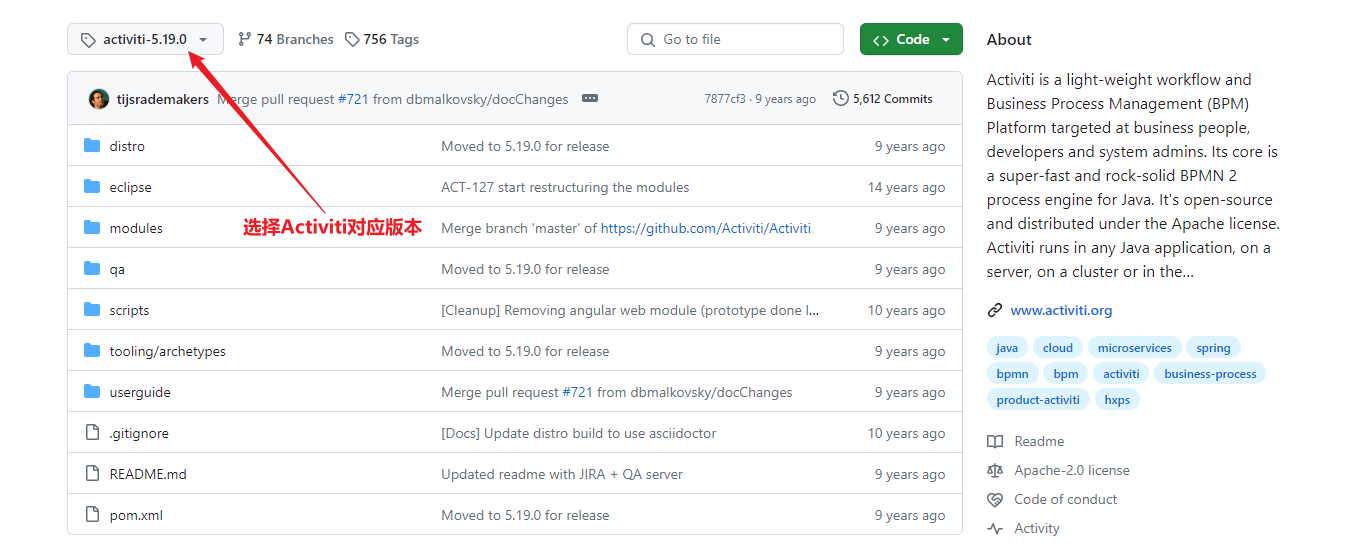 activiti-5.19.0
74 Branches
756 Tags
Go to file
Code
tijsrademakers Merge pull request #721 from dbmalkovsky/docChanges
7877cf3 · 9 years ago
5,612 Commits
distro Moved to 5.19.0 for release 9 years ago
eclipse ACT-127 start restructuring the modules 14 years ago
选择Activiti对应版本
modules Merge branch 'master' of https://github.com/Activiti/Activiti 9 years ago
qa Moved to 5.19.0 for release 9 years ago
scripts [Cleanup] Removing angular web module (prototype done l... 10 years ago
tooling/archetypes Moved to 5.19.0 for release 9 years ago
userguide Merge pull request #721 from dbmalkovsky/docChanges 9 years ago
.gitignore [Docs] Update distro build to use asciidoctor 10 years ago
README.md Updated readme with JIRA + QA server 9 years ago
pom.xml Moved to 5.19.0 for release 9 years ago
About
Activiti is a light-weight workflow and
Business Process Management (BPM)
Platform targeted at business people,
developers and system admins. Its core is
a super-fast and rock-solid BPMN 2
process engine for Java. It's open-source
and distributed under the Apache license.
Activiti runs in any Java application, on a
server, on a cluster or in the...
www.activiti.org
java cloud microservices spring
bpmn bpm activiti business-process
product-activiti hxps
Readme
Apache-2.0 license
Code of conduct
Activity